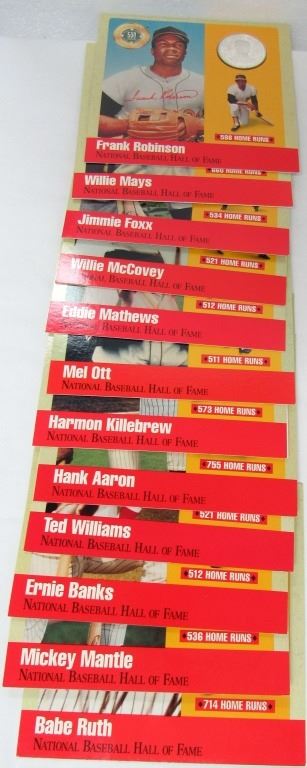 500
Frank Robinson
586 HOME RUNS
Frank Robinson
NATIONAL BASEBALL HALL OF FAME
660 HOME RUNS
Willie Mays
NATIONAL BASEBALL HALL OF FAME
534 HOME RUNS
Jimmie Foxx
NATIONAL BASEBALL HALL OF FAME
521 HOME RUNS
Willie McCovey
NATIONAL BASEBALL HALL OF FAME
512 HOME RUNS
Eddie Mathews
NATIONAL BASEBALL HALL OF FAME
511 HOME RUNS
Mel Ott
NATIONAL BASEBALL HALL OF FAME
573 HOME RUNS
Harmon Killebrew
NATIONAL BASEBALL HALL OF FAME
755 HOME RUNS
Hank Aaron
NATIONAL BASEBALL HALL OF FAME
521 HOME RUNS
Ted Williams
NATIONAL BASEBALL HALL OF FAME
512 HOME RUNS
Ernie Banks
NATIONAL BASEBALL HALL OF FAME
536 HOME RUNS
Mickey Mantle
NATIONAL BASEBALL HALL OF FAME
714 HOME RUNS
Babe Ruth
NATIONAL BASEBALL HALL OF FAME